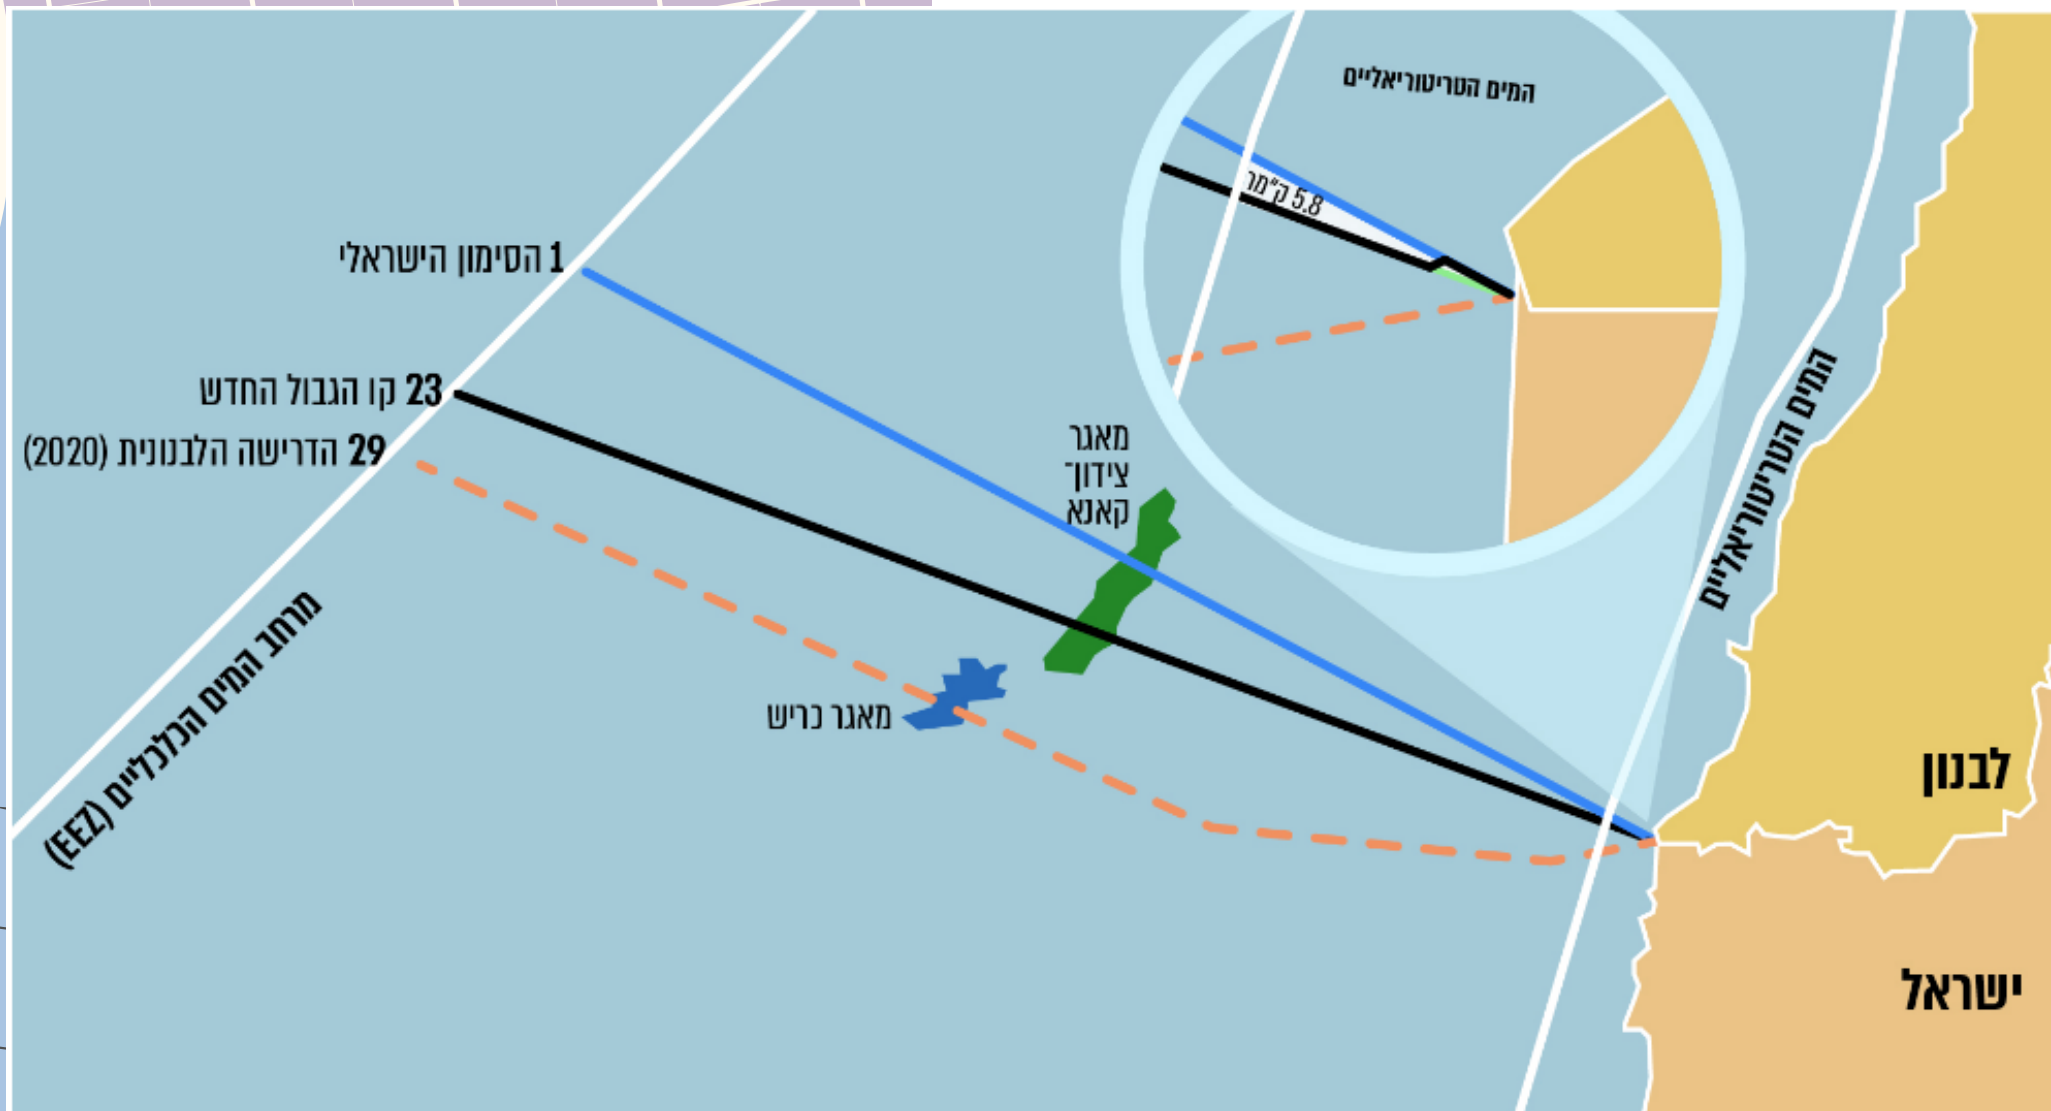 המים הטריטוריאליים
5.8 קמ"ר
1 הסימון הישראלי
23 קו הגבול החדש
29 הדרישה הלבנונית (2020)
מאגר
צידון־
קאנא
המים הטריטוריאליים
מרחב המים הכלכליים (EEZ)
מאגר כריש
לבנון
ישראל